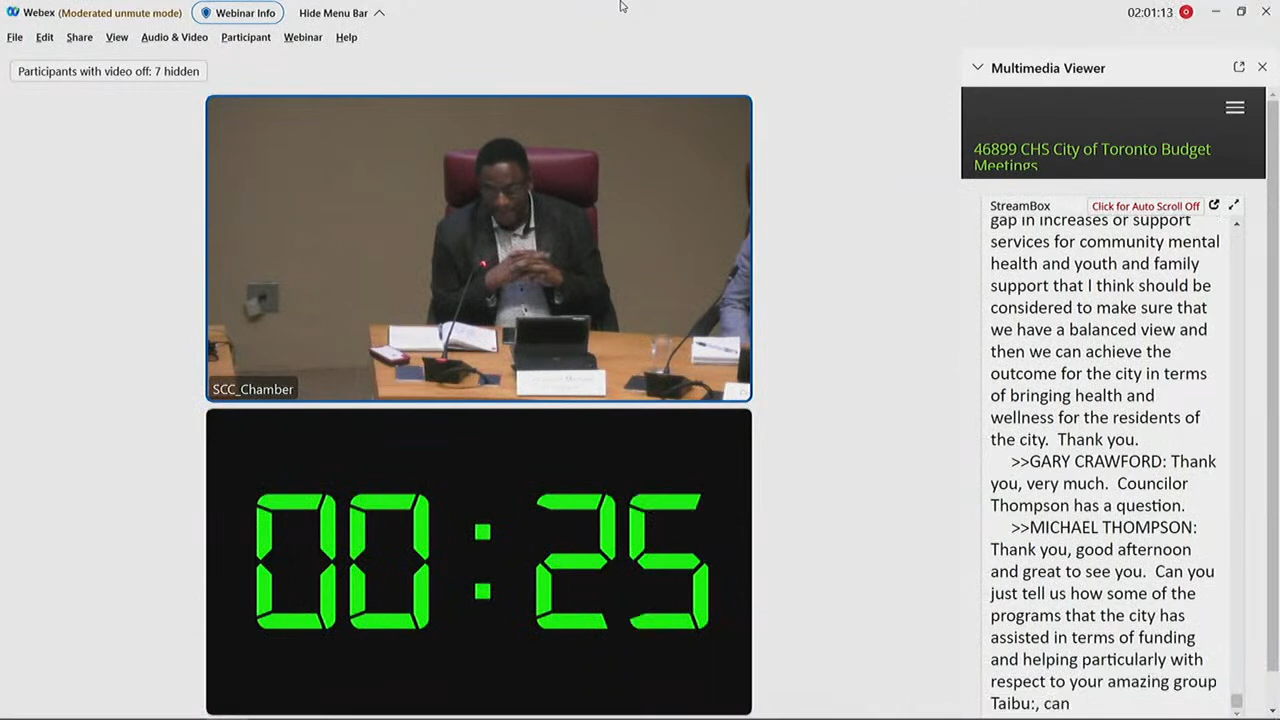 Webex (Moderated unmute mode) Webinar Info Hide Menu Bar 02:01:13
File Edit Share View Audio & Video Participant Webinar Help
Participants with video off: 7 hidden
Multimedia Viewer
46899 CHS City of Toronto Budget
Meetings
StreamBox Click for Auto Scroll Off
gap in increases or support
services for community mental
health and youth and family
support that I think should be
considered to make sure that
we have a balanced view and
then we can achieve the
outcome for the city in terms
of bringing health and
wellness for the residents of
the city. Thank you.
>>GARY CRAWFORD: Thank
you, very much. Councilor
Thompson has a question.
>>MICHAEL THOMPSON:
Thank you, good afternoon
and great to see you. Can you
just tell us how some of the
programs that the city has
assisted in terms of funding
and helping particularly with
respect to your amazing group
Taibu:, can
SCC_Chamber
00:25